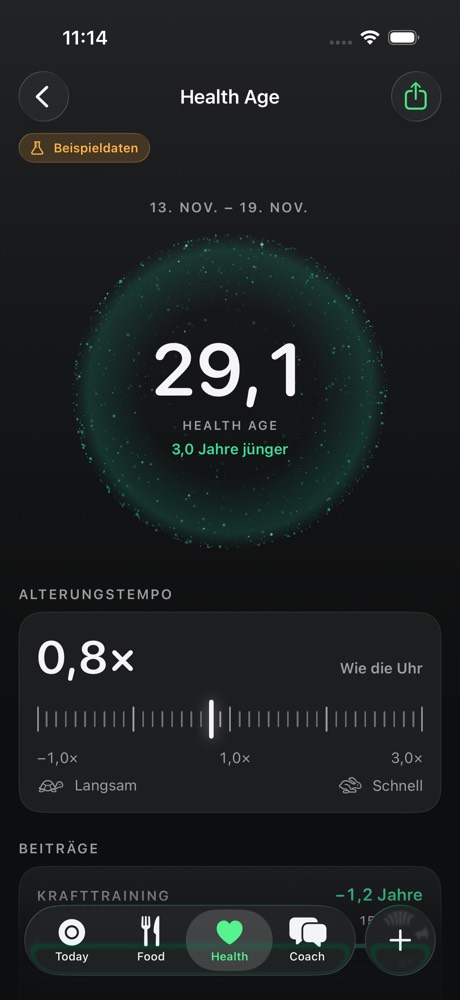 11:14
Health Age
Beispieldaten
13. NOV. – 19. NOV.
29,1
HEALTH AGE
3,0 Jahre jünger
ALTERUNGSTEMPO
0,8×
Wie die Uhr
−1,0× 1,0× 3,0×
Langsam Schnell
BEITRÄGE
KRAFTTRAINING −1,2 Jahre
Today Food Health Coach